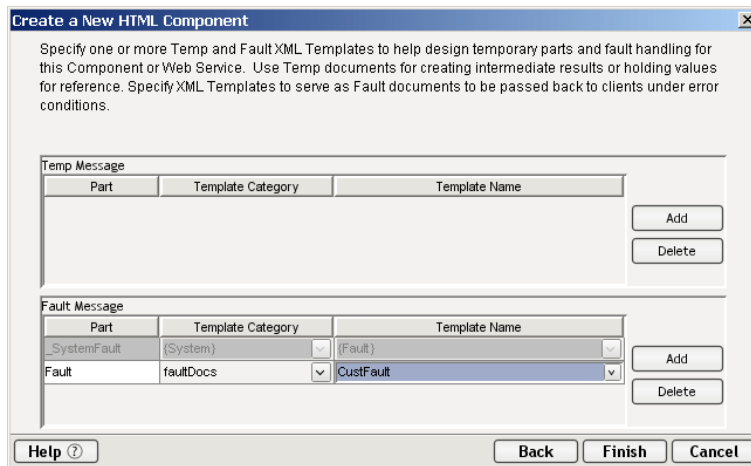 Create a New HTML Component
Specify one or more Temp and Fault XML Templates to help design temporary parts and fault handling for
this Component or Web Service. Use Temp documents for creating intermediate results or holding values
for reference. Specify XML Templates to serve as Fault documents to be passed back to clients under error
conditions.
Temp Message
Part Template Category Template Name
Add
Delete
Fault Message
Part Template Category Template Name
_SystemFault {System} {Fault}
Fault faultDocs CustFault
Add
Delete
Help ? Back Finish Cancel